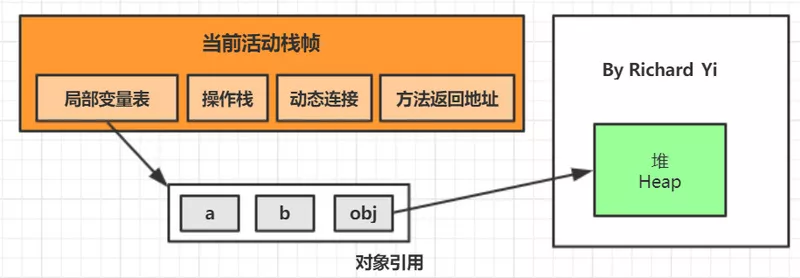 当前活动栈帧
局部变量表
操作栈
动态连接
方法返回地址
By Richard Yi
堆
Heap
a
b
obj
对象引用